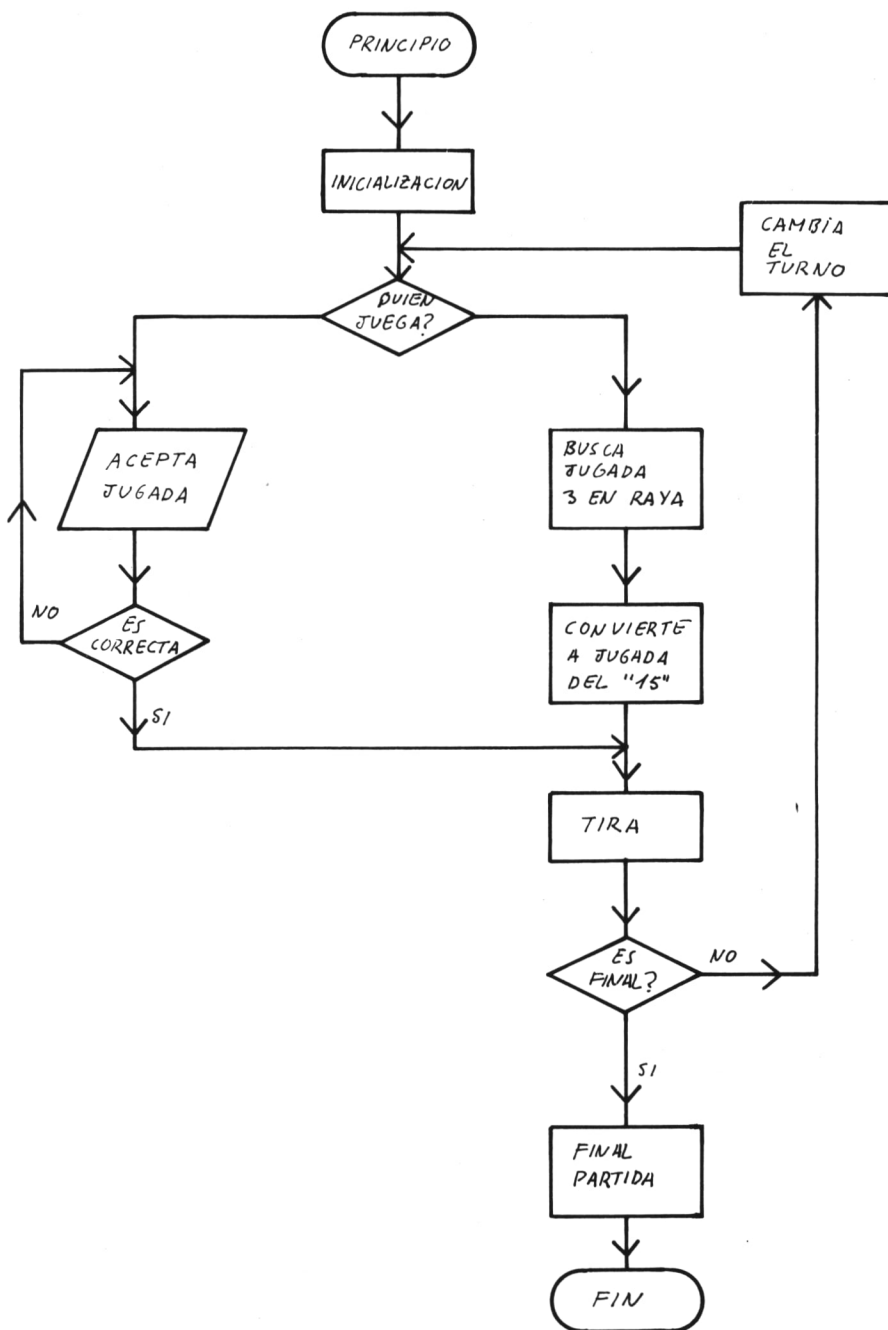 PRINCIPIO
INICIALIZACION
CAMBIA
EL
TURNO
QUIEN
JUEGA?
ACEPTA
JUGADA
BUSCA
JUGADA
3 EN RAYA
NO
ES
CORRECTA
CONVIERTE
A JUGADA
DEL "15"
SI
TIRA
ES
FINAL?
NO
SI
FINAL
PARTIDA
FIN